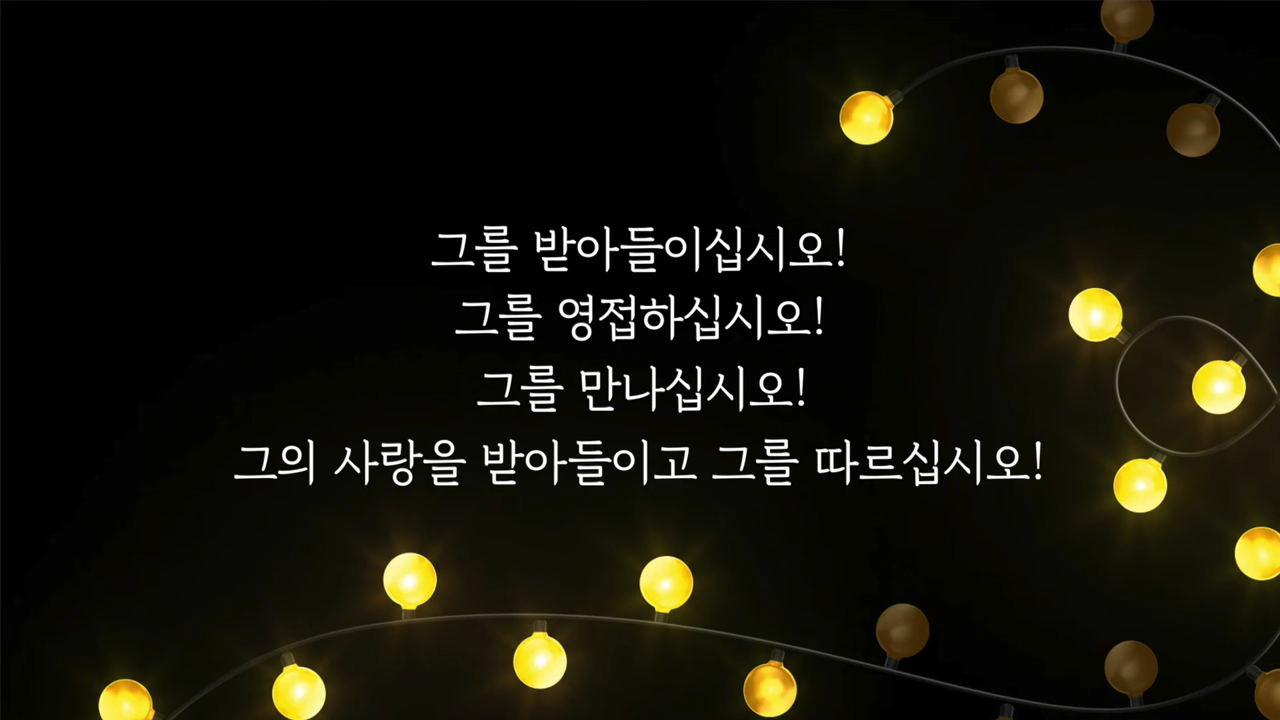 그를 받아들이십시오!
그를 영접하십시오!
그를 만나십시오!
그의 사랑을 받아들이고 그를 따르십시오!